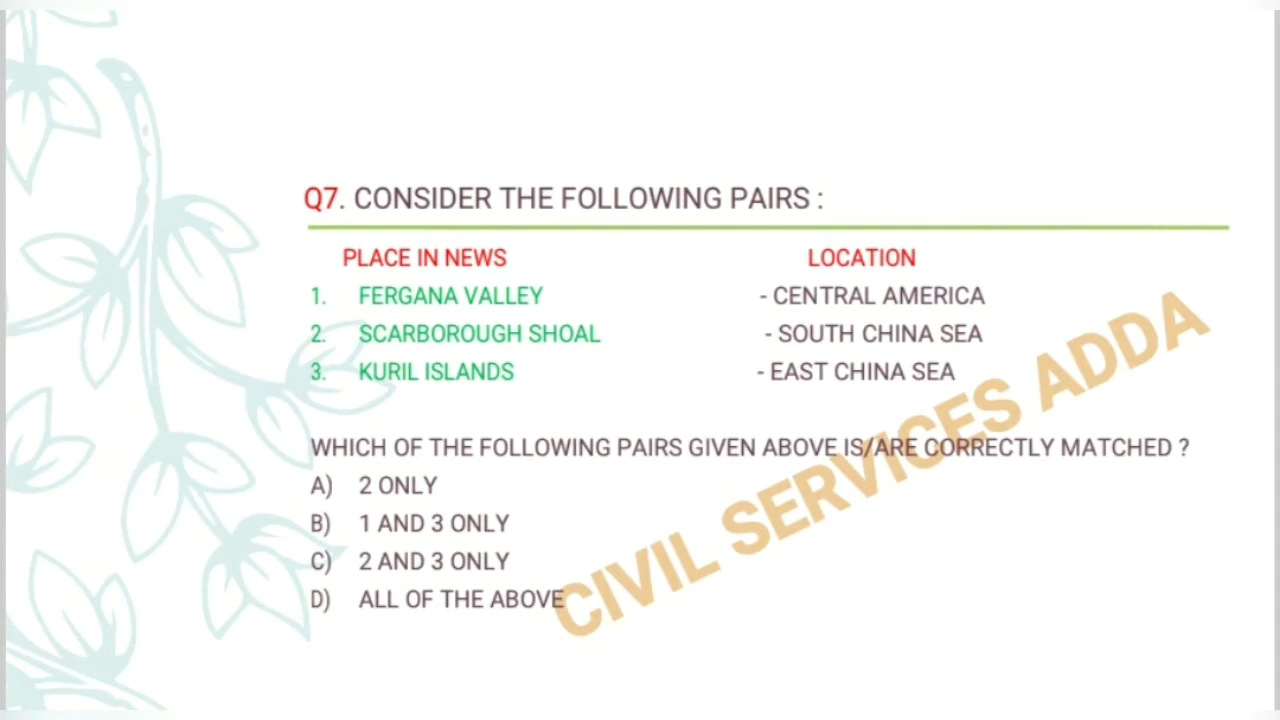 Q7. CONSIDER THE FOLLOWING PAIRS :
PLACE IN NEWS LOCATION
1. FERGANA VALLEY - CENTRAL AMERICA
2. SCARBOROUGH SHOAL - SOUTH CHINA SEA
3. KURIL ISLANDS - EAST CHINA SEA
WHICH OF THE FOLLOWING PAIRS GIVEN ABOVE IS/ARE CORRECTLY MATCHED ?
A) 2 ONLY
B) 1 AND 3 ONLY
C) 2 AND 3 ONLY
D) ALL OF THE ABOVE
CIVIL SERVICES ADDA